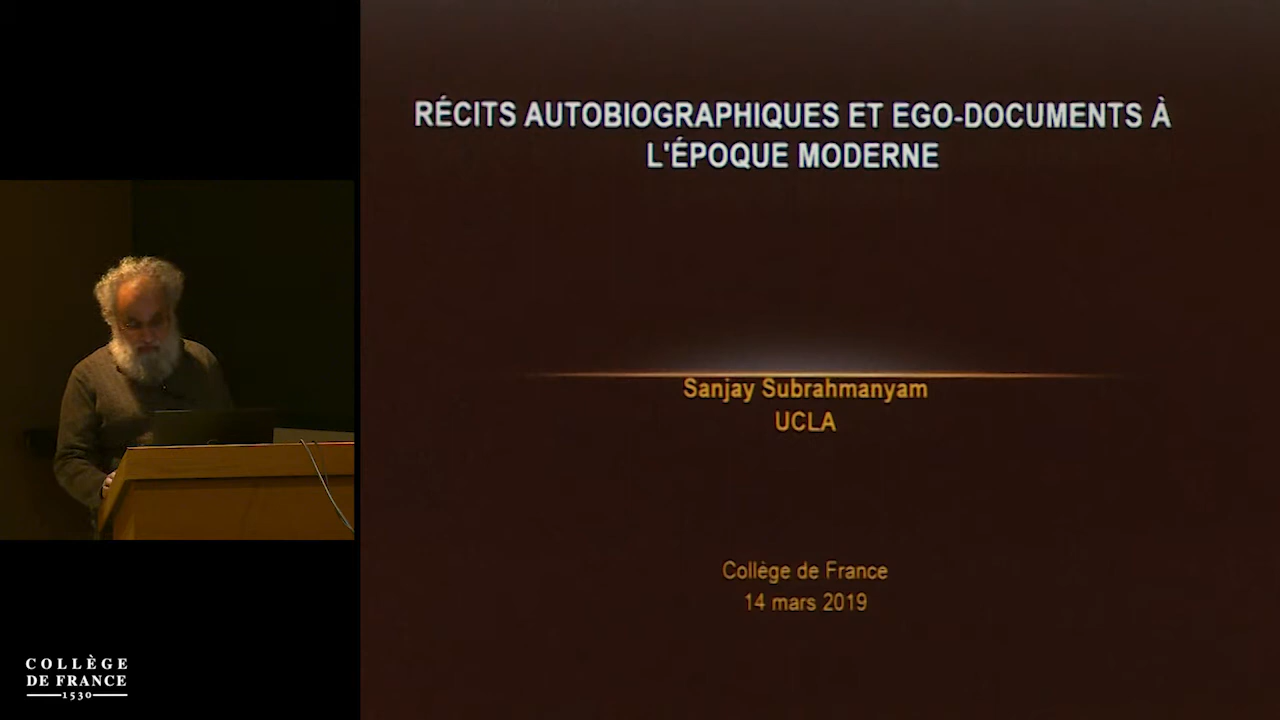 RÉCITS AUTOBIOGRAPHIQUES ET EGO-DOCUMENTS À
L'ÉPOQUE MODERNE
Sanjay Subrahmanyam
UCLA
Collège de France
14 mars 2019
COLLÈGE
DE FRANCE
1530